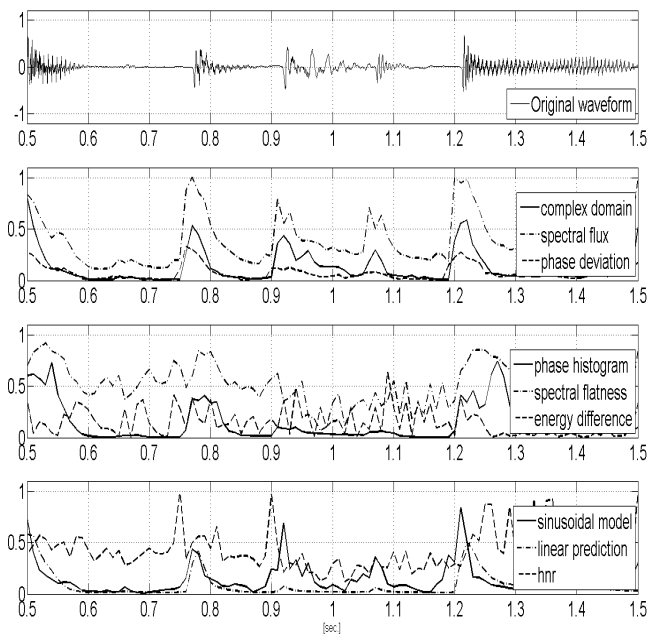 1
0
-1
Original waveform
0.5 0.6 0.7 0.8 0.9 1 1.1 1.2 1.3 1.4 1.5
1
0.5
0
complex domain
spectral flux
phase deviation
0.5 0.6 0.7 0.8 0.9 1 1.1 1.2 1.3 1.4 1.5
1
0.5
0
phase histogram
spectral flatness
energy difference
0.5 0.6 0.7 0.8 0.9 1 1.1 1.2 1.3 1.4 1.5
1
0.5
0
sinusoidal model
linear prediction
hnr
0.5 0.6 0.7 0.8 0.9 1 1.1 1.2 1.3 1.4 1.5
[sec.]